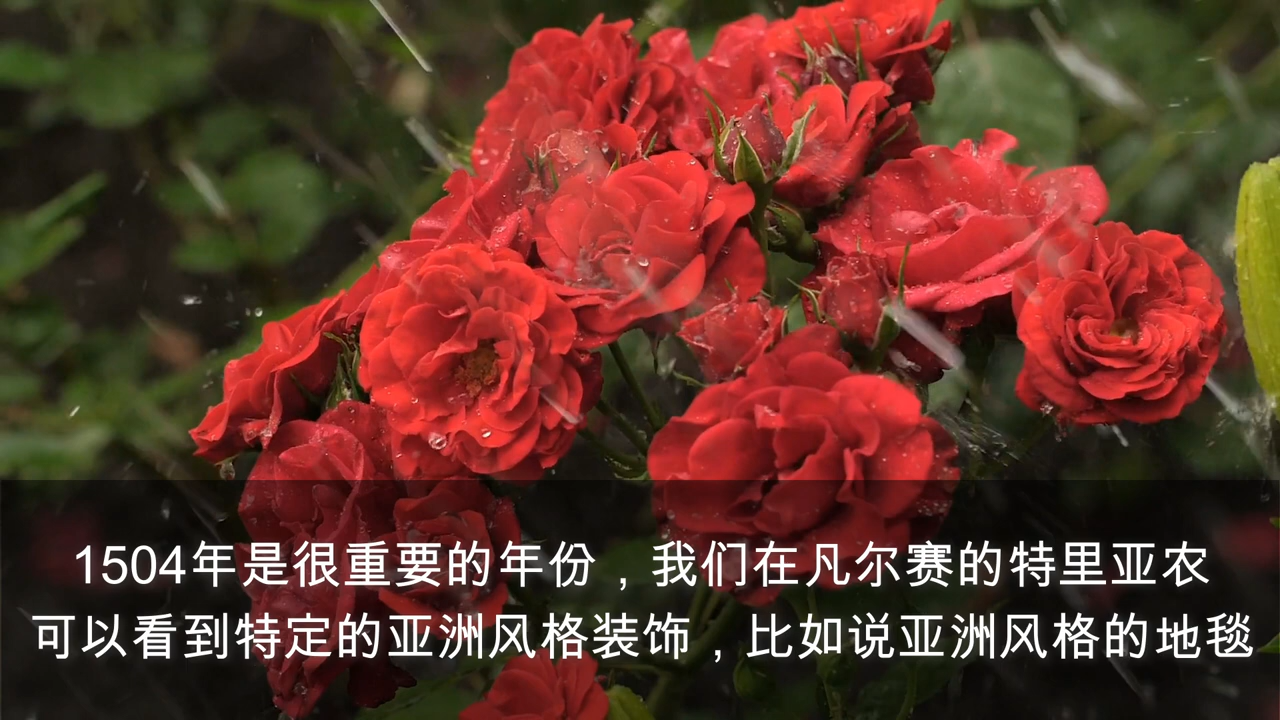 1504年是很重要的年份，我们在凡尔赛的特里亚农
可以看到特定的亚洲风格装饰，比如说亚洲风格的地毯